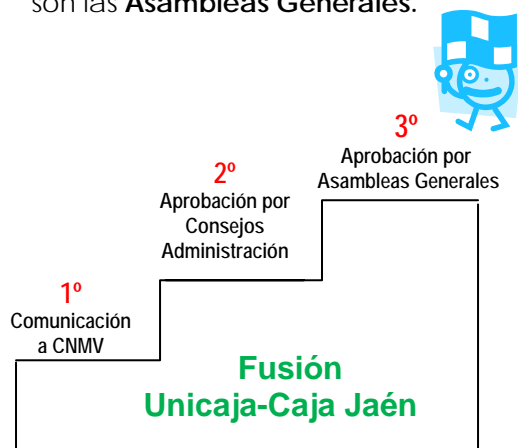 son las Asambleas Generales.
3º
Aprobación por
Asambleas Generales
2º
Aprobación por
Consejos
Administración
1º
Comunicación
a CNMV
Fusión
Unicaja-Caja Jaén